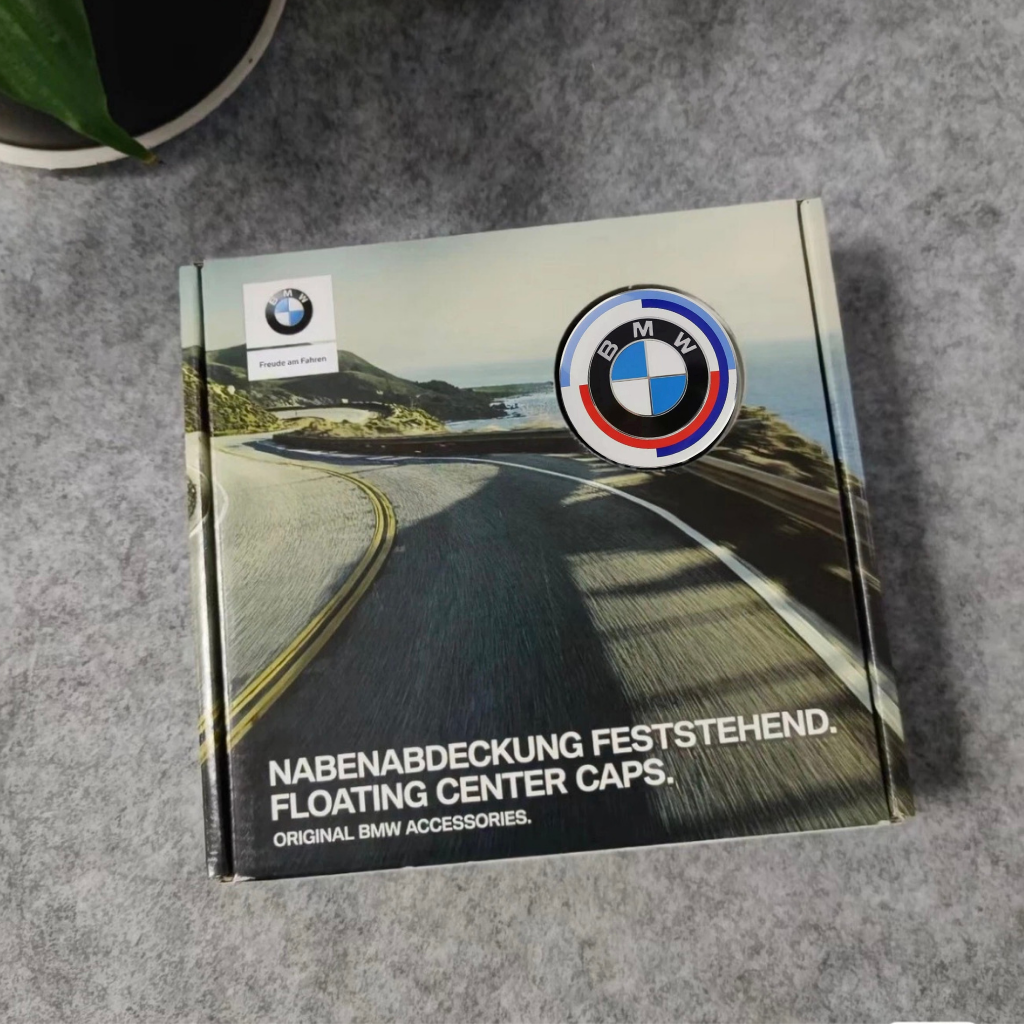 BMW
Freude am Fahren
BMW
NABENABDECKUNG FESTSTEHEND.
FLOATING CENTER CAPS.
ORIGINAL BMW ACCESSORIES.